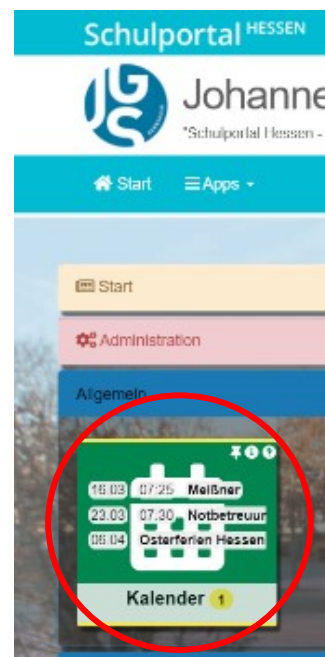 Schulportal HESSEN
JGS
Johanne
"Schulportal Hessen -
Start Apps
Start
Administration
Allgemein
16.03 07:25 Meißner
23.03 07.30 Notbetreuur
06.04 Osterferien Hessen
Kalender 1